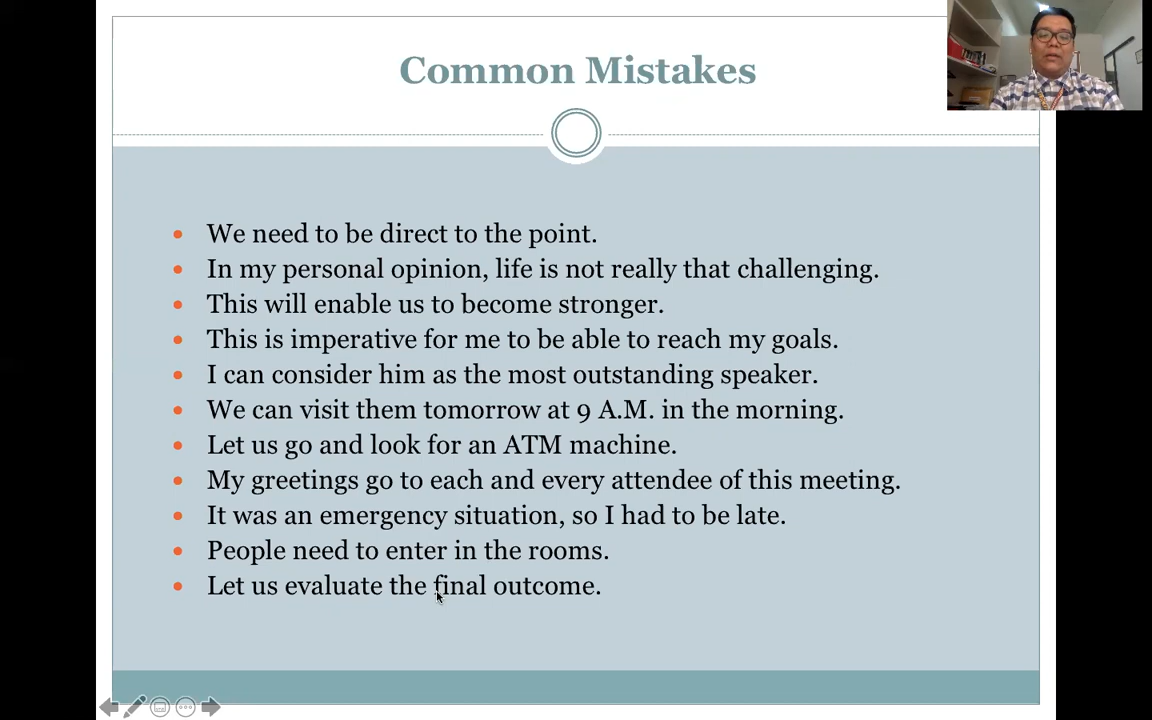 Common Mistakes
We need to be direct to the point.
In my personal opinion, life is not really that challenging.
This will enable us to become stronger.
This is imperative for me to be able to reach my goals.
I can consider him as the most outstanding speaker.
We can visit them tomorrow at 9 A.M. in the morning.
Let us go and look for an ATM machine.
My greetings go to each and every attendee of this meeting.
It was an emergency situation, so I had to be late.
People need to enter in the rooms.
Let us evaluate the final outcome.